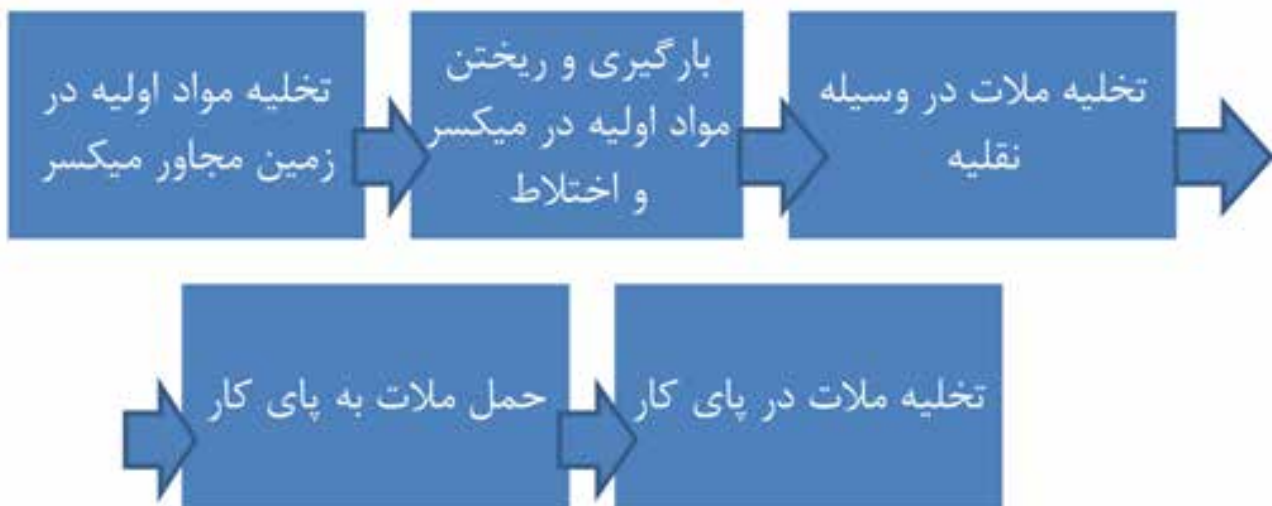 تخلیه مواد اولیه در
زمین مجاور میکسر
بارگیری و ریختن
مواد اولیه در میکسر
و اختلاط
تخلیه ملات در وسیله
نقلیه
حمل ملات به پای کار
تخلیه ملات در پای کار